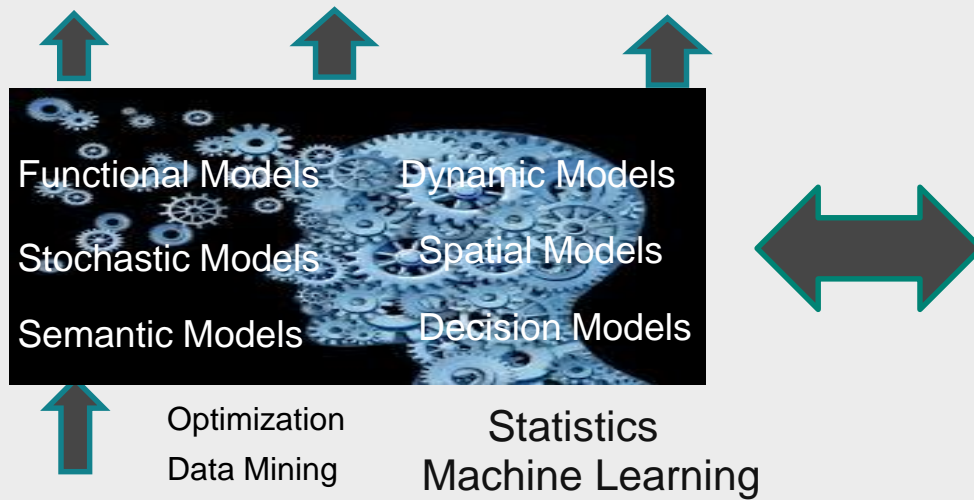 Functional Models
Dynamic Models
Stochastic Models
Spatial Models
Semantic Models
Decision Models
Optimization
Statistics
Data Mining
Machine Learning